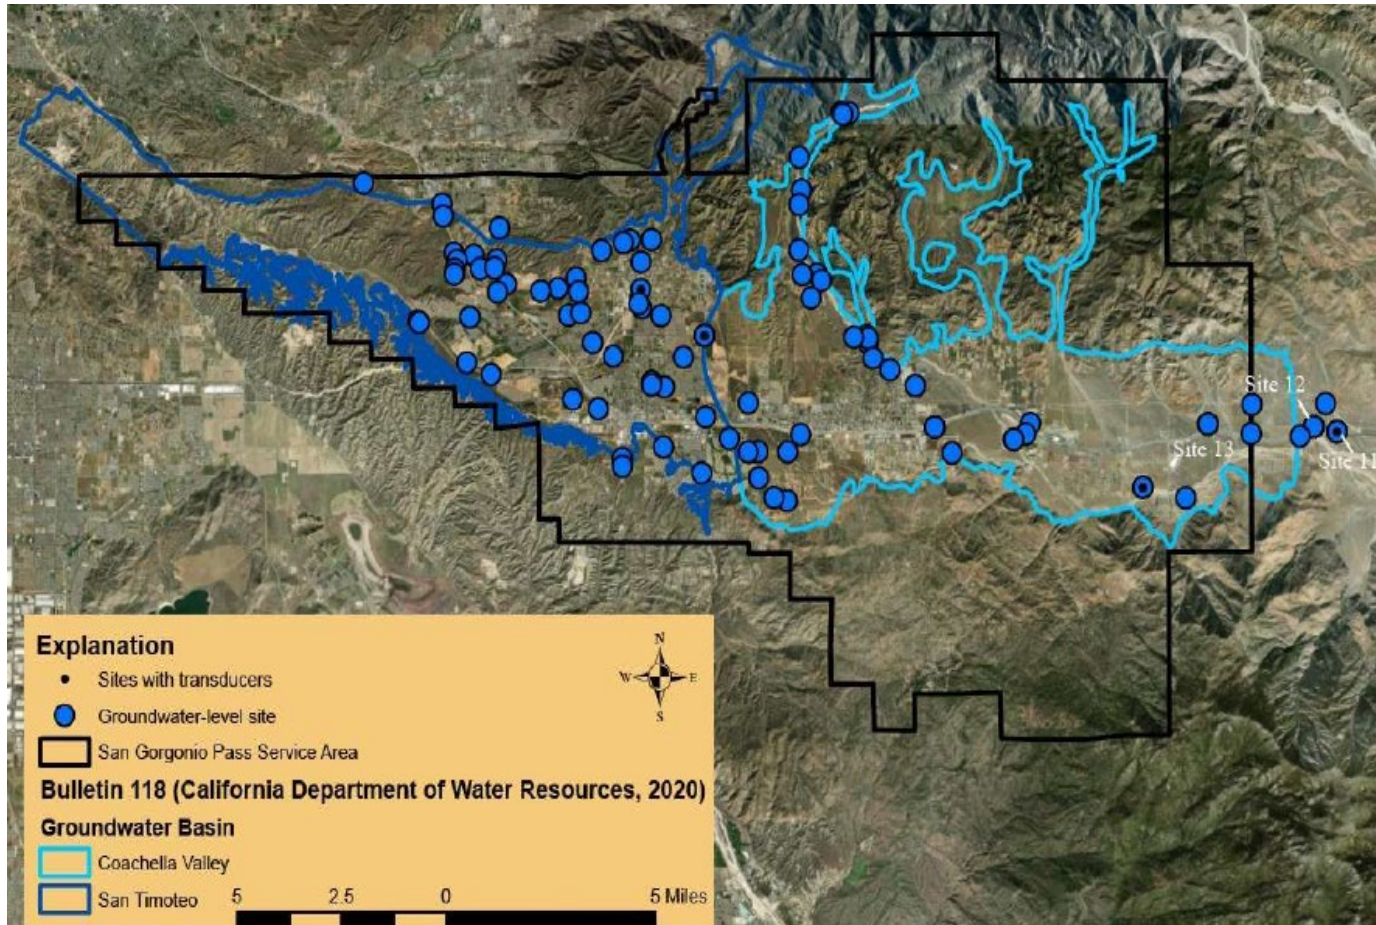 Site 12
Site 13
Site 11
Explanation
Sites with transducers
Groundwater-level site
San Gorgonio Pass Service Area
Bulletin 118 (California Department of Water Resources, 2020)
Groundwater Basin
Coachella Valley
San Timoteo
N
W E
S
5 2.5 0 5 Miles